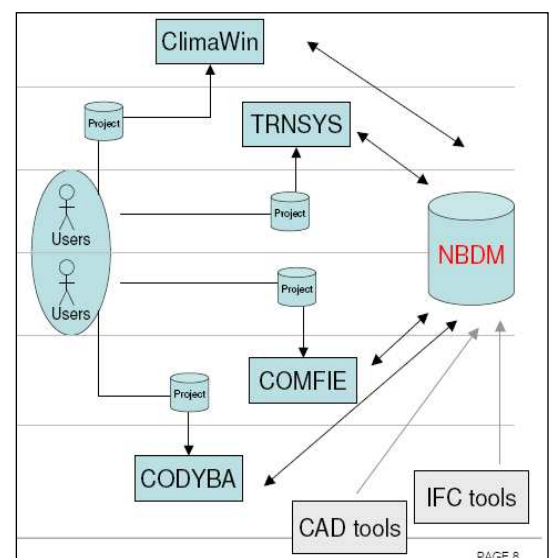 ClimaWin
Project
TRNSYS
Project
Users
NBDM
Users
Project
COMFIE
Project
CODYBA
IFC tools
CAD tools
PAGE 8